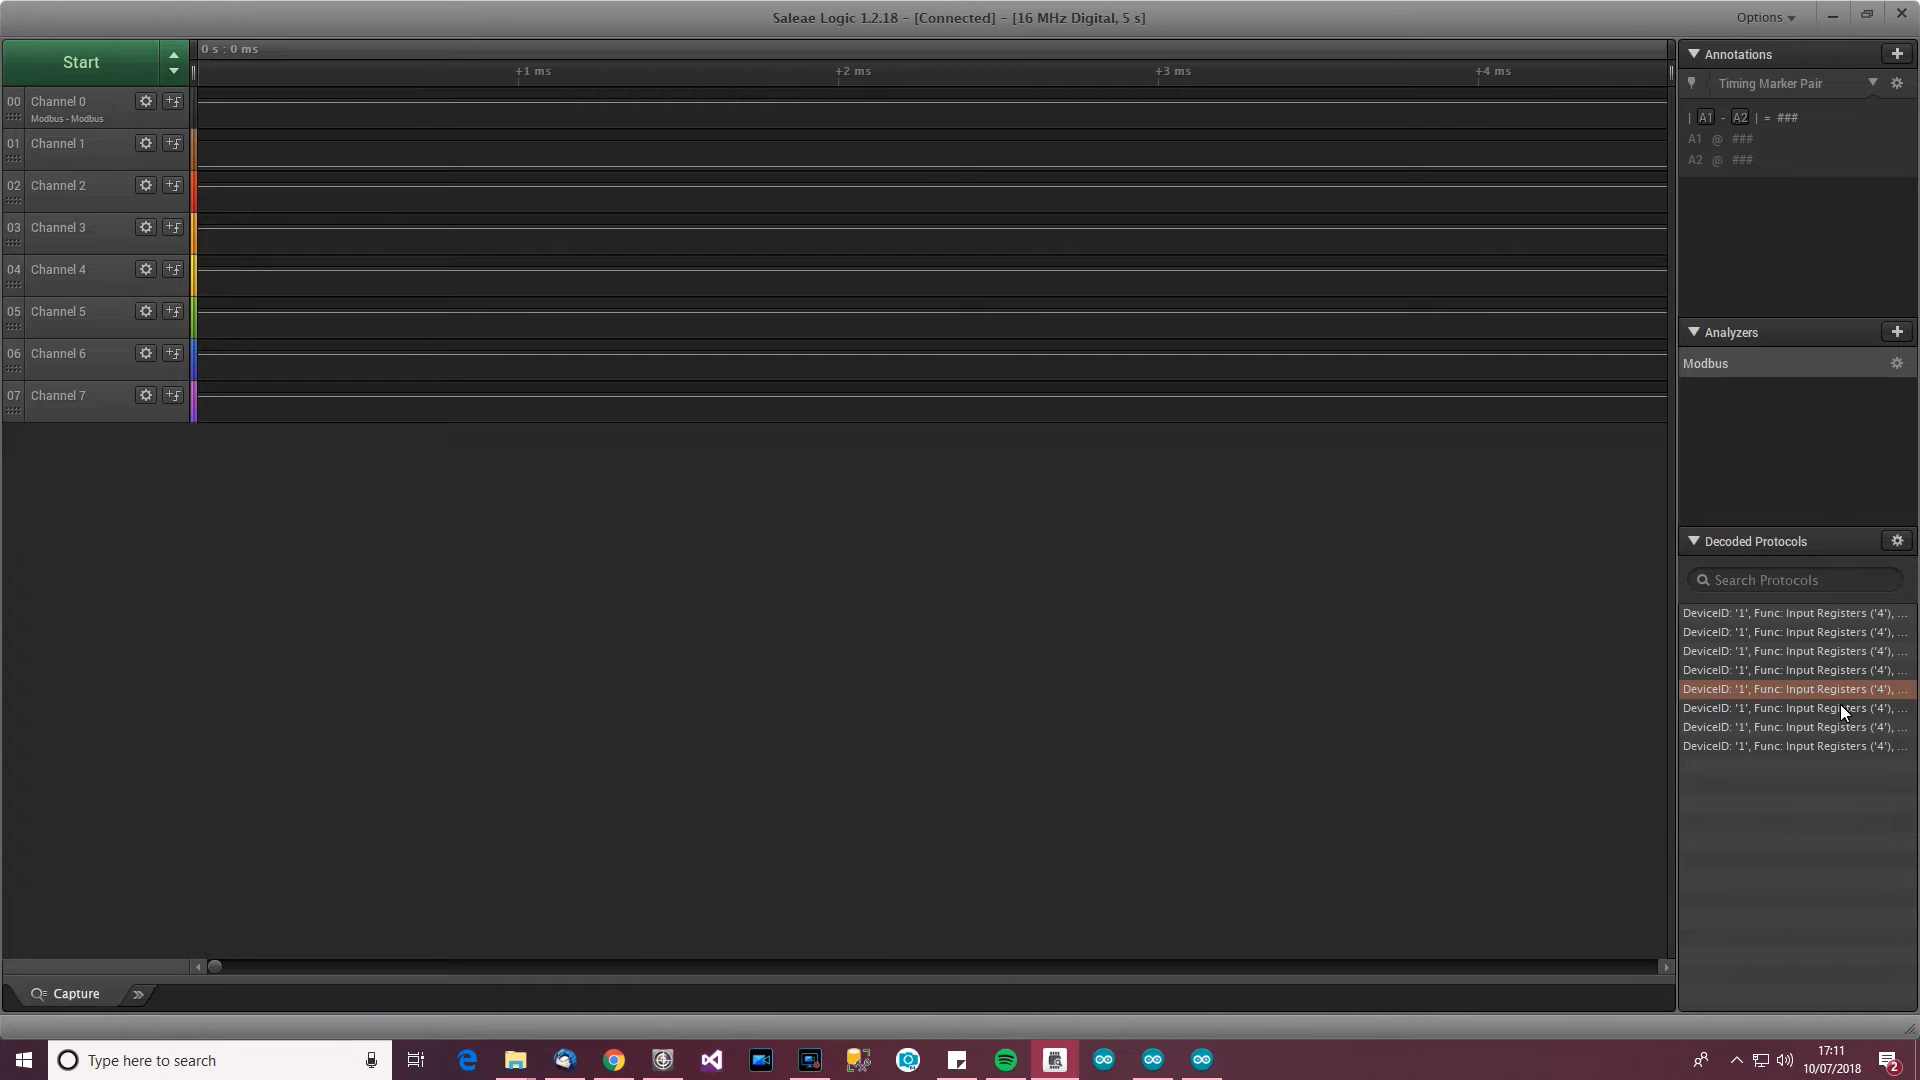 Saleae Logic 1.2.18 - [Connected] - [16 MHz Digital, 5 s]
Options
Start
0 s : 0 ms
+1 ms
+2 ms
+3 ms
+4 ms
00 Channel 0
Modbus - Modbus
01 Channel 1
02 Channel 2
03 Channel 3
04 Channel 4
05 Channel 5
06 Channel 6
07 Channel 7
Annotations
Timing Marker Pair
| A1 - A2 | = ###
A1 @ ###
A2 @ ###
Analyzers
Modbus
Decoded Protocols
Search Protocols
DeviceID: '1', Func: Input Registers ('4'), ...
DeviceID: '1', Func: Input Registers ('4'), ...
DeviceID: '1', Func: Input Registers ('4'), ...
DeviceID: '1', Func: Input Registers ('4'), ...
DeviceID: '1', Func: Input Registers ('4'), ...
DeviceID: '1', Func: Input Registers ('4'), ...
DeviceID: '1', Func: Input Registers ('4'), ...
DeviceID: '1', Func: Input Registers ('4'), ...
Capture
Type here to search
17:11
10/07/2018
2